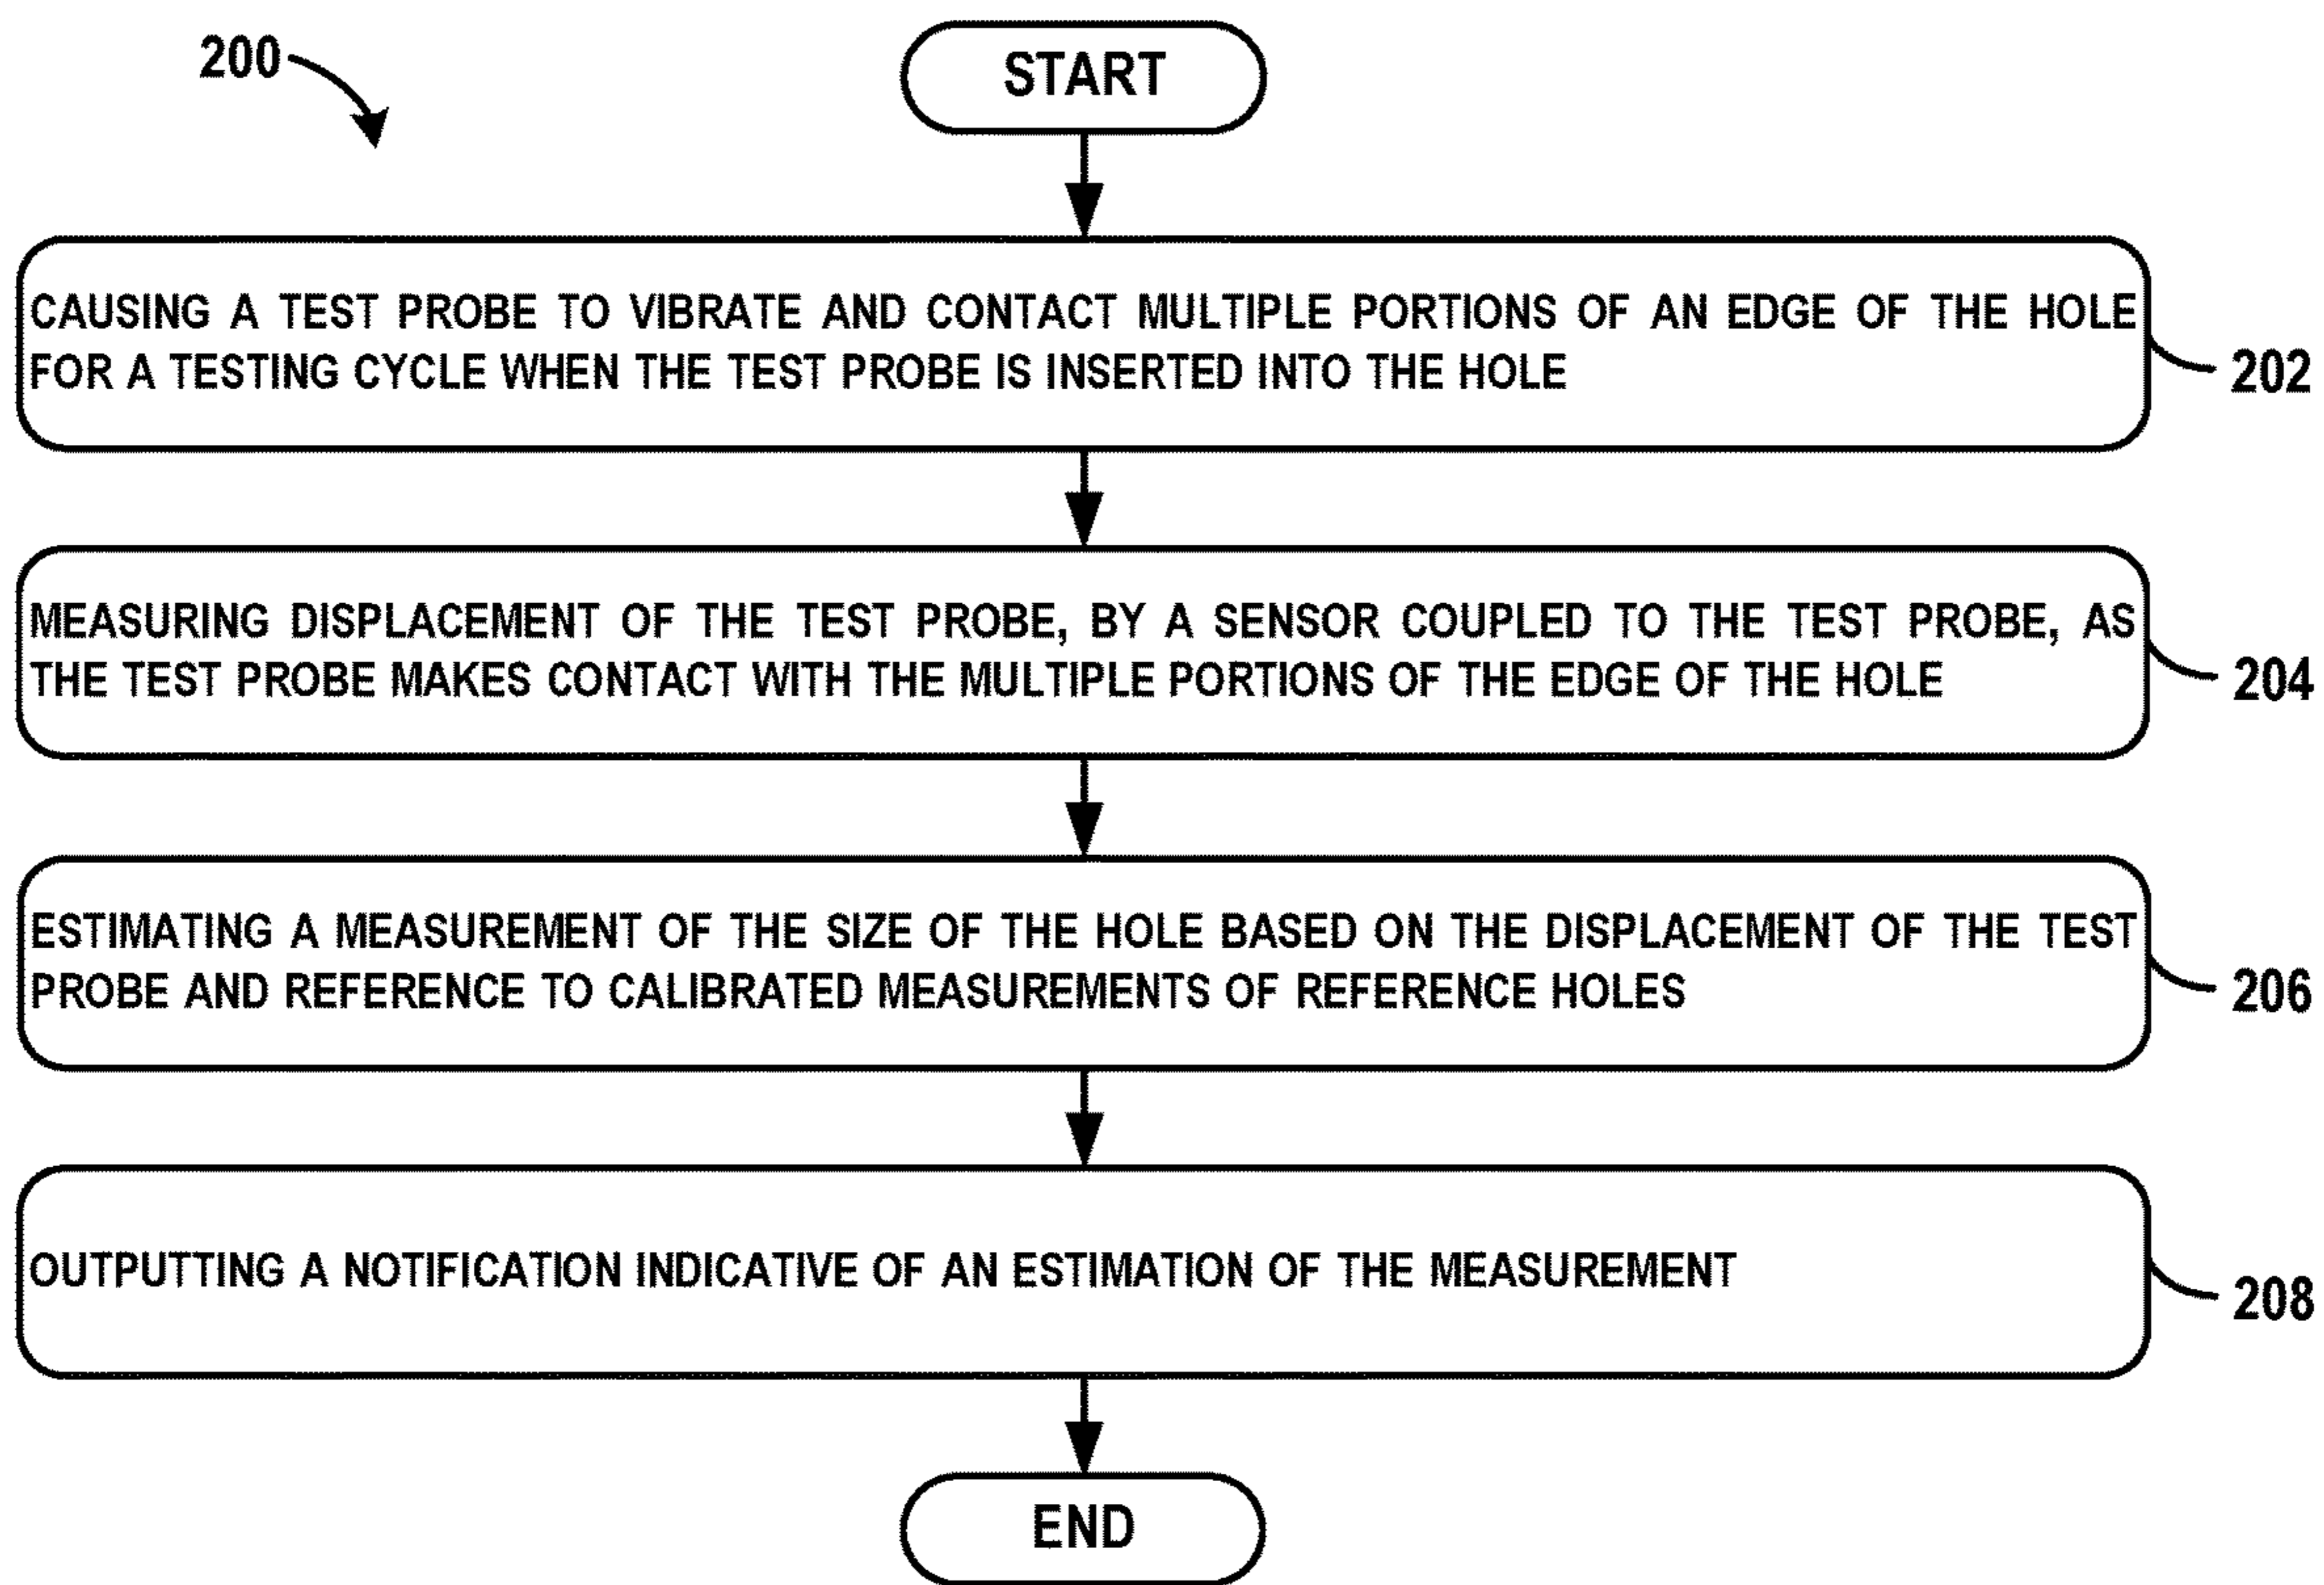 200
START
CAUSING A TEST PROBE TO VIBRATE AND CONTACT MULTIPLE PORTIONS OF AN EDGE OF THE HOLE
FOR A TESTING CYCLE WHEN THE TEST PROBE IS INSERTED INTO THE HOLE
202
MEASURING DISPLACEMENT OF THE TEST PROBE, BY A SENSOR COUPLED TO THE TEST PROBE, AS
THE TEST PROBE MAKES CONTACT WITH THE MULTIPLE PORTIONS OF THE EDGE OF THE HOLE
204
ESTIMATING A MEASUREMENT OF THE SIZE OF THE HOLE BASED ON THE DISPLACEMENT OF THE TEST
PROBE AND REFERENCE TO CALIBRATED MEASUREMENTS OF REFERENCE HOLES
206
OUTPUTTING A NOTIFICATION INDICATIVE OF AN ESTIMATION OF THE MEASUREMENT
208
END